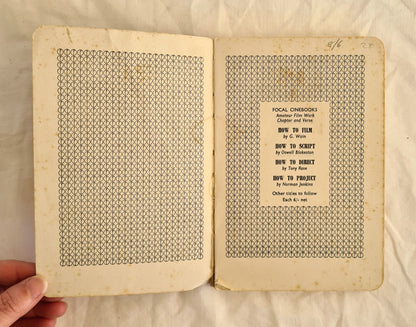 8/6
FOCAL CINEBOOKS
Amateur Film Work
Chapter and Verse
HOW TO FILM
by G. Wain
HOW TO SCRIPT
by Oswell Blakeston
HOW TO DIRECT
by Tony Rose
HOW TO PROJECT
by Norman Jenkins
Other titles to follow
Each 6/- net